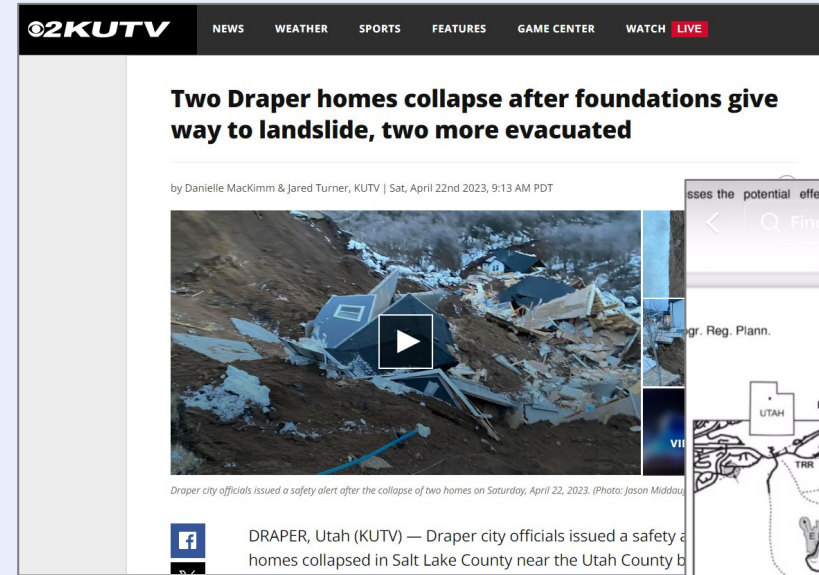 2KUTV NEWS WEATHER SPORTS FEATURES GAME CENTER WATCH LIVE
Two Draper homes collapse after foundations give
way to landslide, two more evacuated
by Danielle MacKimm & Jared Turner, KUTV | Sat, April 22nd 2023, 9:13 AM PDT
Draper city officials issued a safety alert after the collapse of two homes on Saturday, April 22, 2023. (Photo: Jason
DRAPER, Utah (KUTV) — Draper city officials issued a safety
homes collapsed in Salt Lake County near the Utah County
the potential
Reg. Plann.
UTAH
TRR